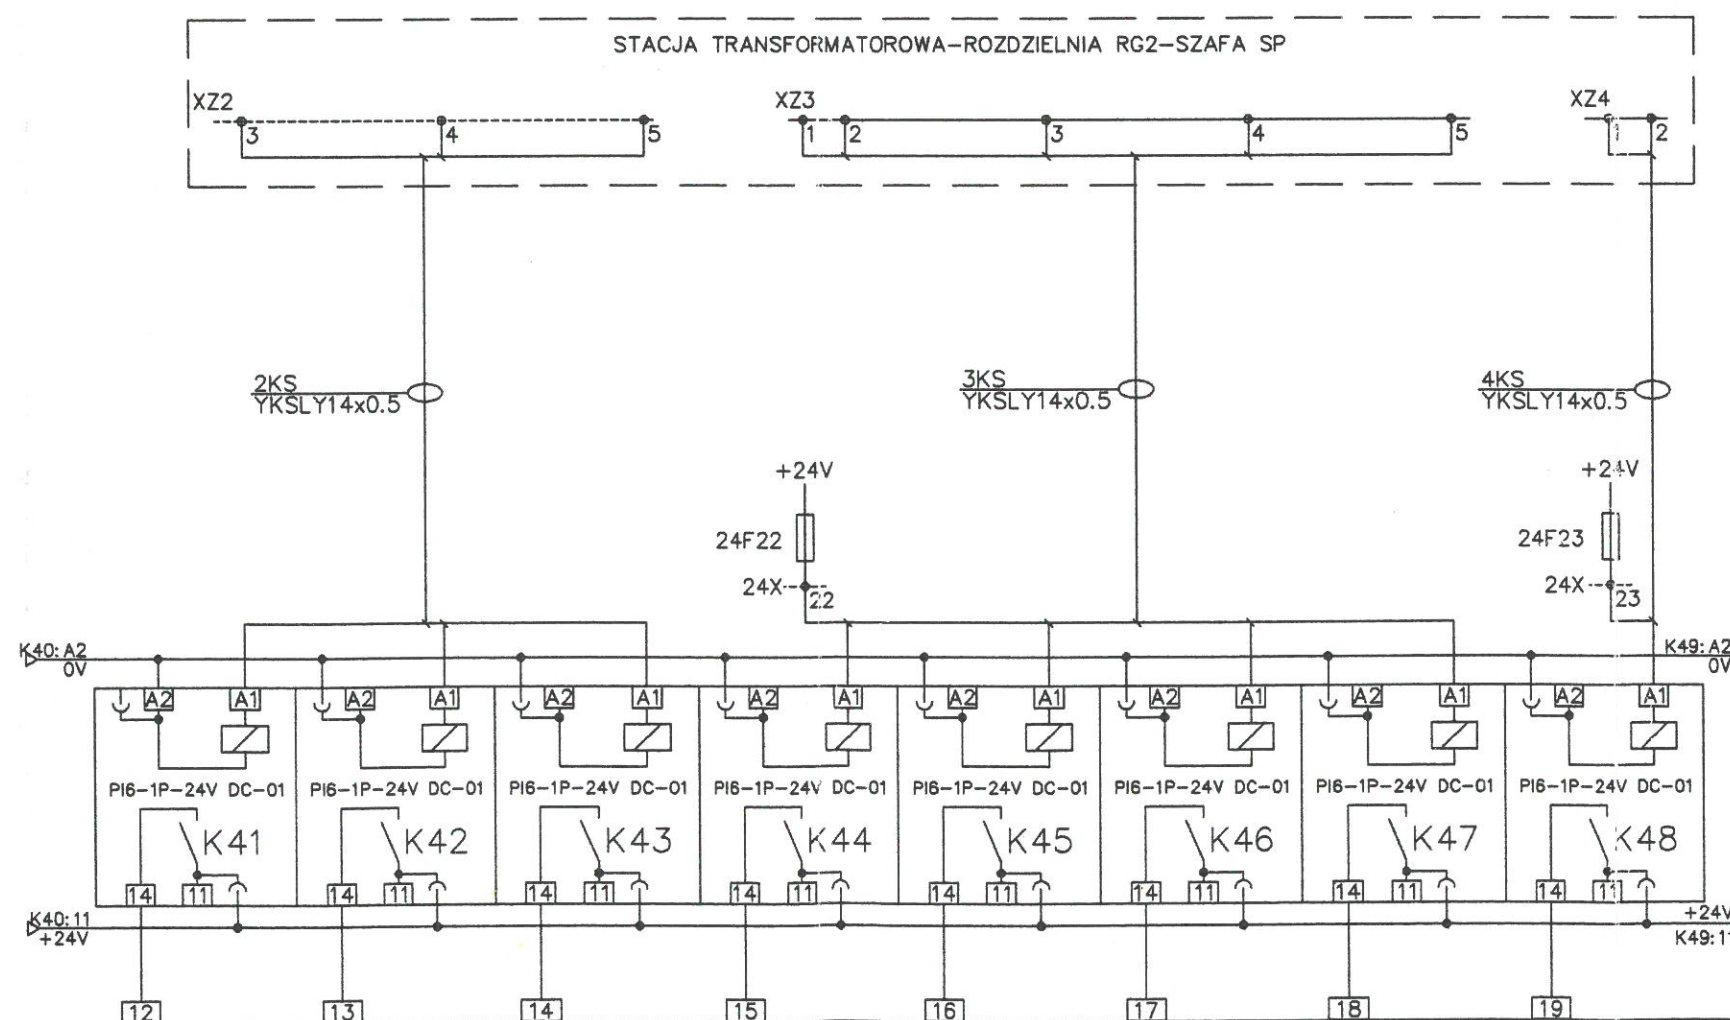 STACJA TRANSFORMATOROWA-ROZDZIELNIA RG2-SZAFA SP
XZ2 XZ3 XZ4
3 4 5 1 2 3 4 5 1 2
2KS 3KS 4KS
YKSLY14x0.5 YKSLY14x0.5 YKSLY14x0.5
+24V +24V
24F22 24F23
24X 24X
22 23
K40:A2 K49:A2
0V 0V
A2 A1 A2 A1 A2 A1 A2 A1 A2 A1 A2 A1 A2 A1 A2 A1
PI6-1P-24V DC-01 PI6-1P-24V DC-01 PI6-1P-24V DC-01 PI6-1P-24V DC-01 PI6-1P-24V DC-01 PI6-1P-24V DC-01 PI6-1P-24V DC-01 PI6-1P-24V DC-01
K41 K42 K43 K44 K45 K46 K47 K48
14 11 14 11 14 11 14 11 14 11 14 11 14 11 14 11
K40:11 +24V
+24V K49:11
12 13 14 15 16 17 18 19